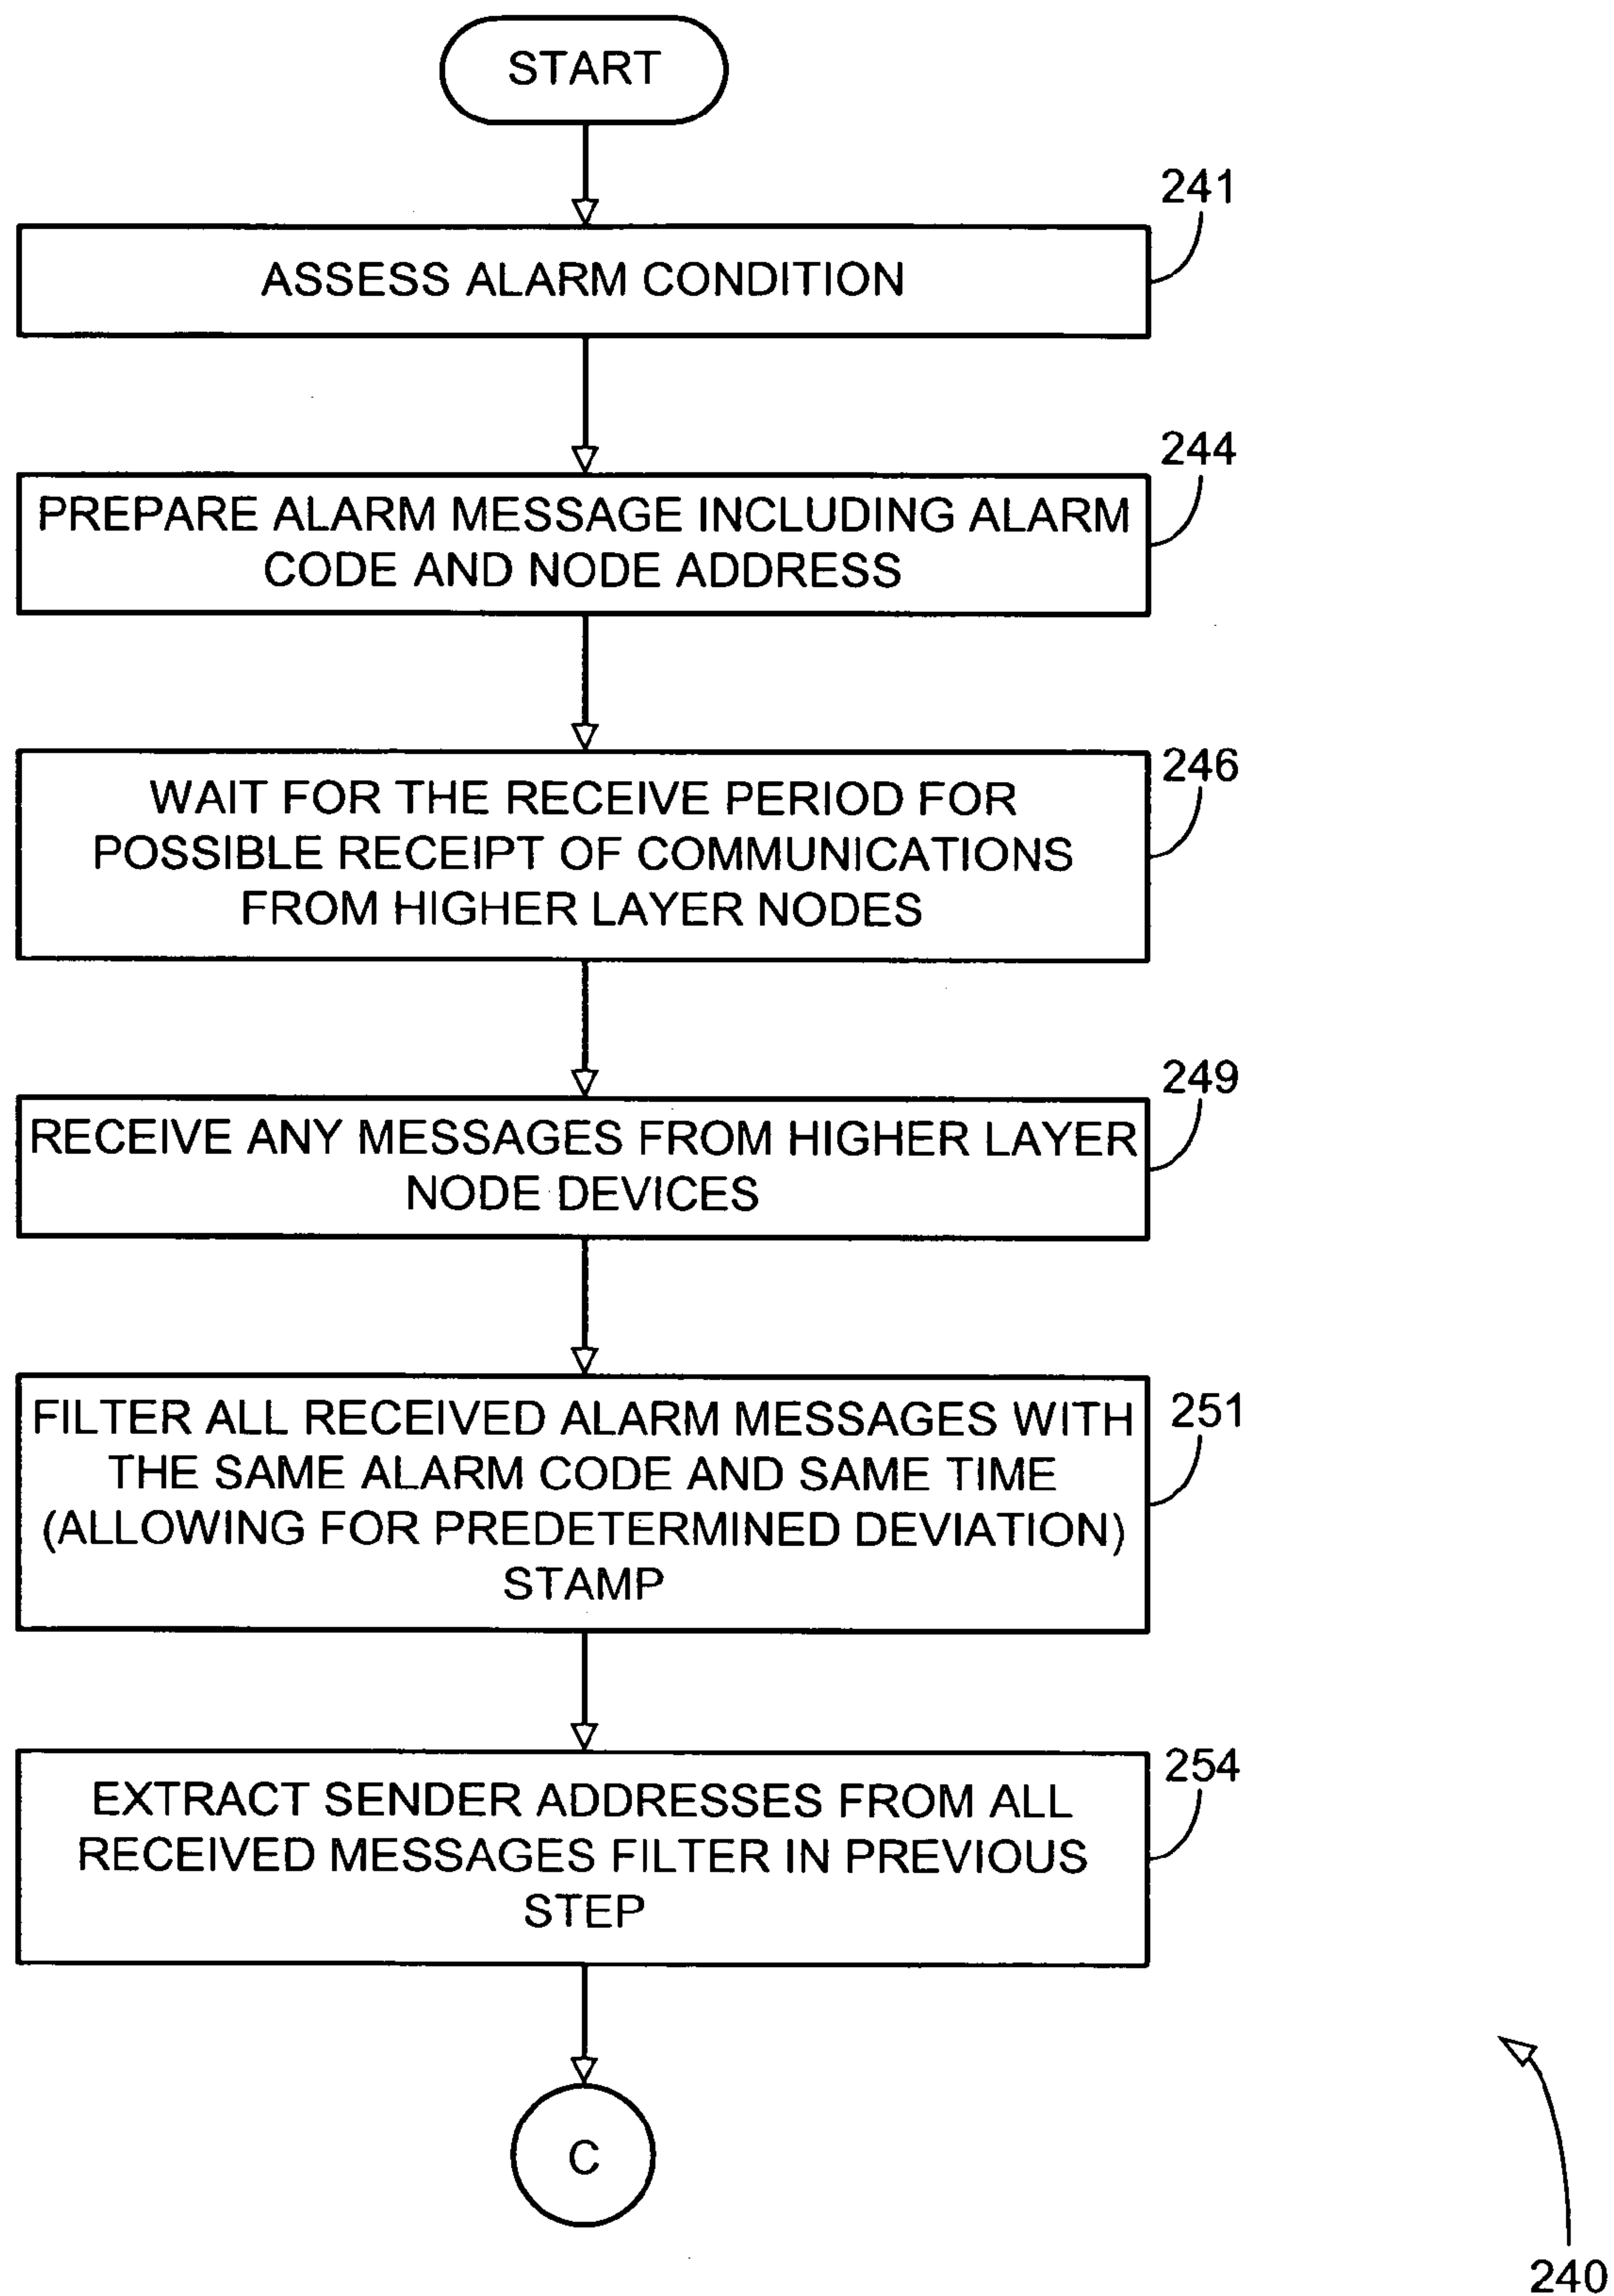 START
241
ASSESS ALARM CONDITION
244
PREPARE ALARM MESSAGE INCLUDING ALARM
CODE AND NODE ADDRESS
246
WAIT FOR THE RECEIVE PERIOD FOR
POSSIBLE RECEIPT OF COMMUNICATIONS
FROM HIGHER LAYER NODES
249
RECEIVE ANY MESSAGES FROM HIGHER LAYER
NODE DEVICES
251
FILTER ALL RECEIVED ALARM MESSAGES WITH
THE SAME ALARM CODE AND SAME TIME
(ALLOWING FOR PREDETERMINED DEVIATION)
STAMP
254
EXTRACT SENDER ADDRESSES FROM ALL
RECEIVED MESSAGES FILTER IN PREVIOUS
STEP
C
240